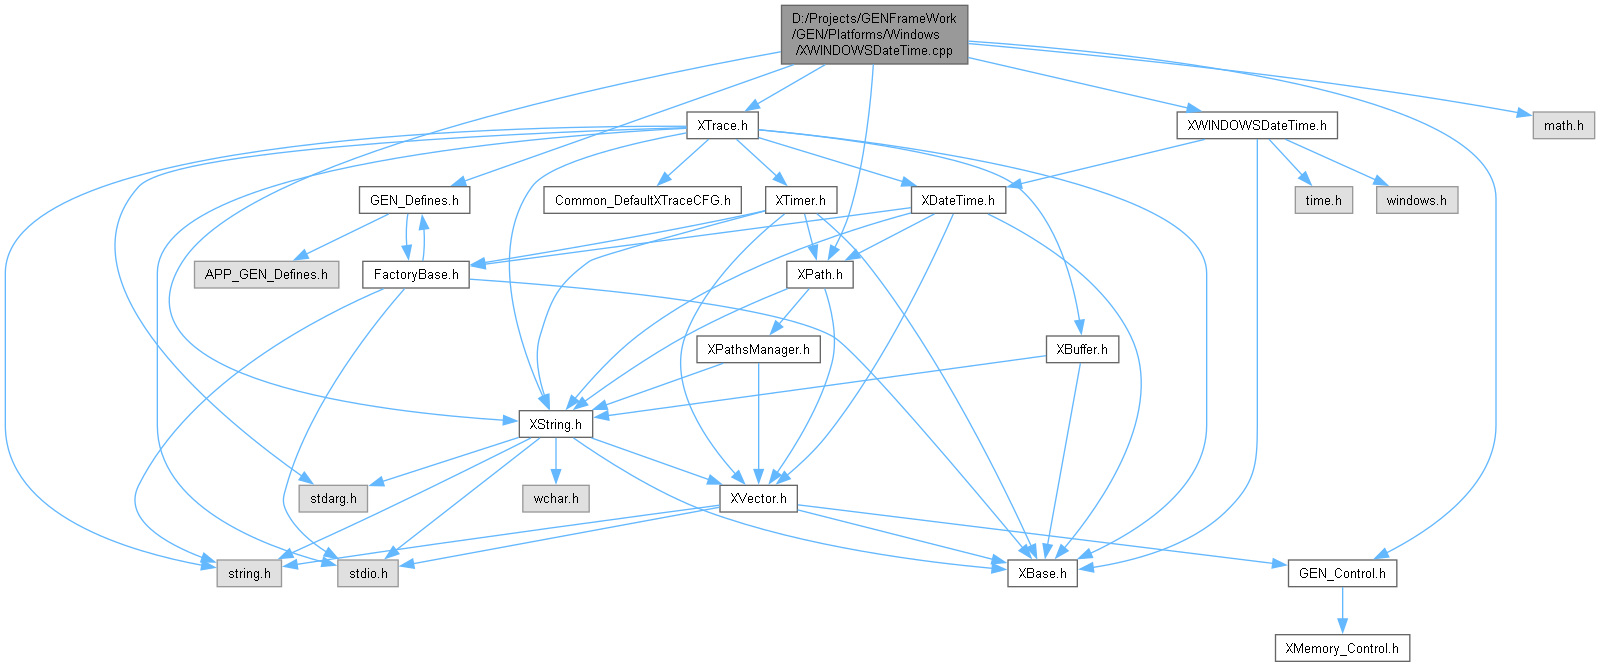 D:/Projects/GENFrameWork
/GEN/Platforms/Windows
/XWINDOWSDateTime.cpp
XTrace.h
XWINDOWSDateTime.h
math.h
GEN_Defines.h
Common_DefaultXTraceCFG.h
XTimer.h
XDateTime.h
time.h
windows.h
APP_GEN_Defines.h
FactoryBase.h
XPath.h
XPathsManager.h
XBuffer.h
XString.h
stdarg.h
wchar.h
XVector.h
string.h
stdio.h
XBase.h
GEN_Control.h
XMemory_Control.h